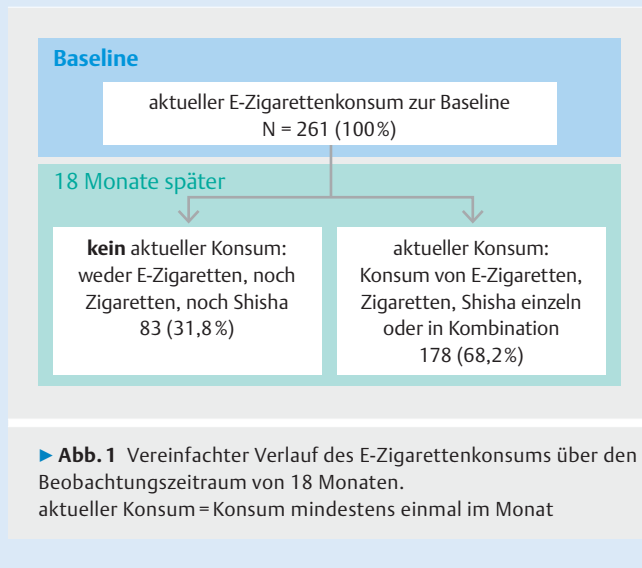 Baseline
aktueller E-Zigarettenkonsum zur Baseline
N = 261 (100%)
18 Monate später
kein aktueller Konsum:
weder E-Zigaretten, noch
Zigaretten, noch Shisha
83 (31,8%)
aktueller Konsum:
Konsum von E-Zigaretten,
Zigaretten, Shisha einzeln
oder in Kombination
178 (68,2%)
▶ Abb. 1 Vereinfachter Verlauf des E-Zigarettenkonsums über den
Beobachtungszeitraum von 18 Monaten.
aktueller Konsum = Konsum mindestens einmal im Monat